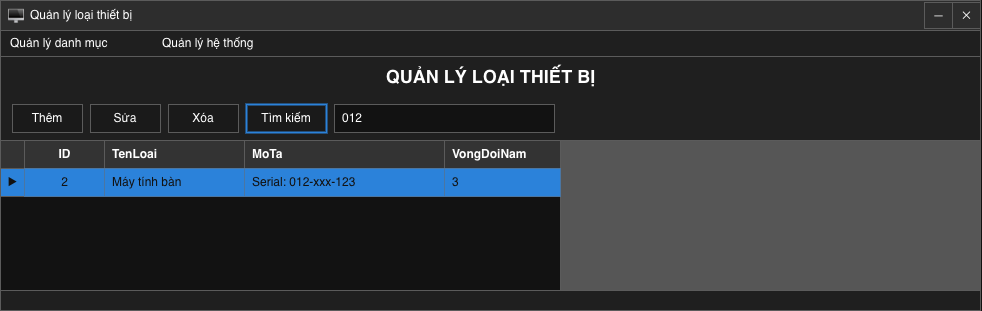 Quản lý loại thiết bị
Quản lý danh mục Quản lý hệ thống
QUẢN LÝ LOẠI THIẾT BỊ
Thêm Sửa Xóa Tìm kiếm 012
ID TenLoai MoTa VongDoiNam
2 Máy tính bàn Serial: 012-xxx-123 3